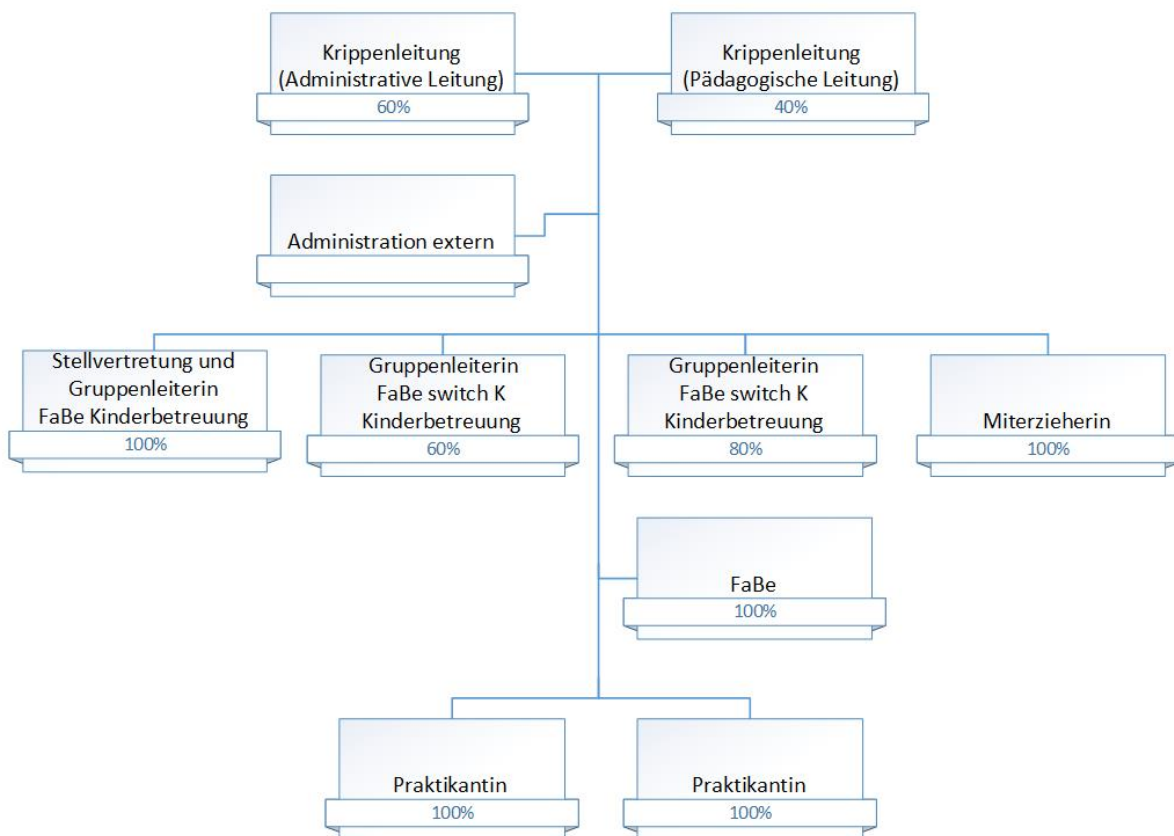 Krippenleitung
(Administrative Leitung)
60%
Krippenleitung
(Pädagogische Leitung)
40%
Administration extern
Stellvertretung und
Gruppenleiterin
FaBe Kinderbetreuung
100%
Gruppenleiterin
FaBe switch K
Kinderbetreuung
60%
Gruppenleiterin
FaBe switch K
Kinderbetreuung
80%
Miterzieherin
100%
FaBe
100%
Praktikantin
100%
Praktikantin
100%